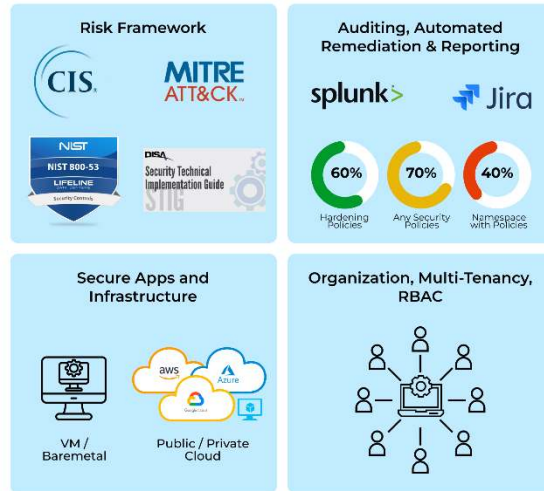 Risk Framework
CIS®
MITRE
ATT&CK™
NIST
NIST 800-53
LIFELINE
Security Controls
DISA
Security Technical
Implementation Guide
STIG
Auditing, Automated
Remediation & Reporting
splunk>
Jira
60%
70%
40%
Hardening
Policies
Any Security
Policies
Namespace
with Policies
Secure Apps and
Infrastructure
aws
Azure
Google Cloud
VM /
Baremetal
Public / Private
Cloud
Organization, Multi-Tenancy,
RBAC